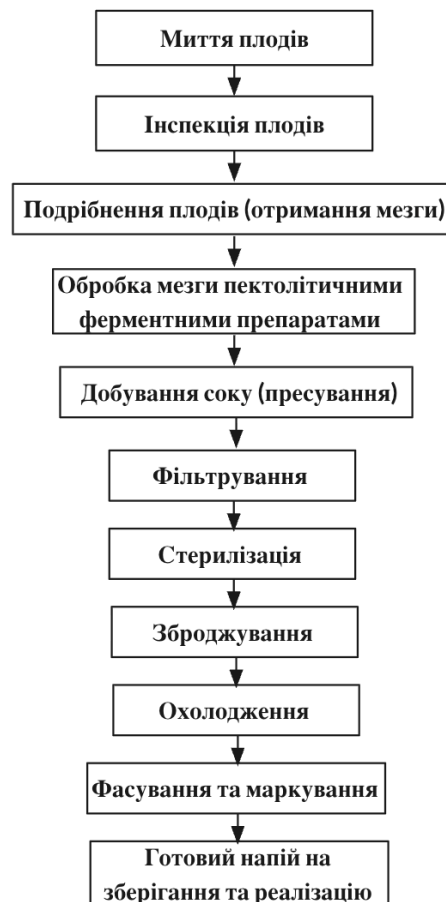 Миття плодів
Інспекція плодів
Подрібнення плодів (отримання мезги)
Обробка мезги пектолітичними
ферментними препаратами
Добування соку (пресування)
Фільтрування
Стерилізація
Зброджування
Охолодження
Фасування та маркування
Готовий напій на
зберігання та реалізацію